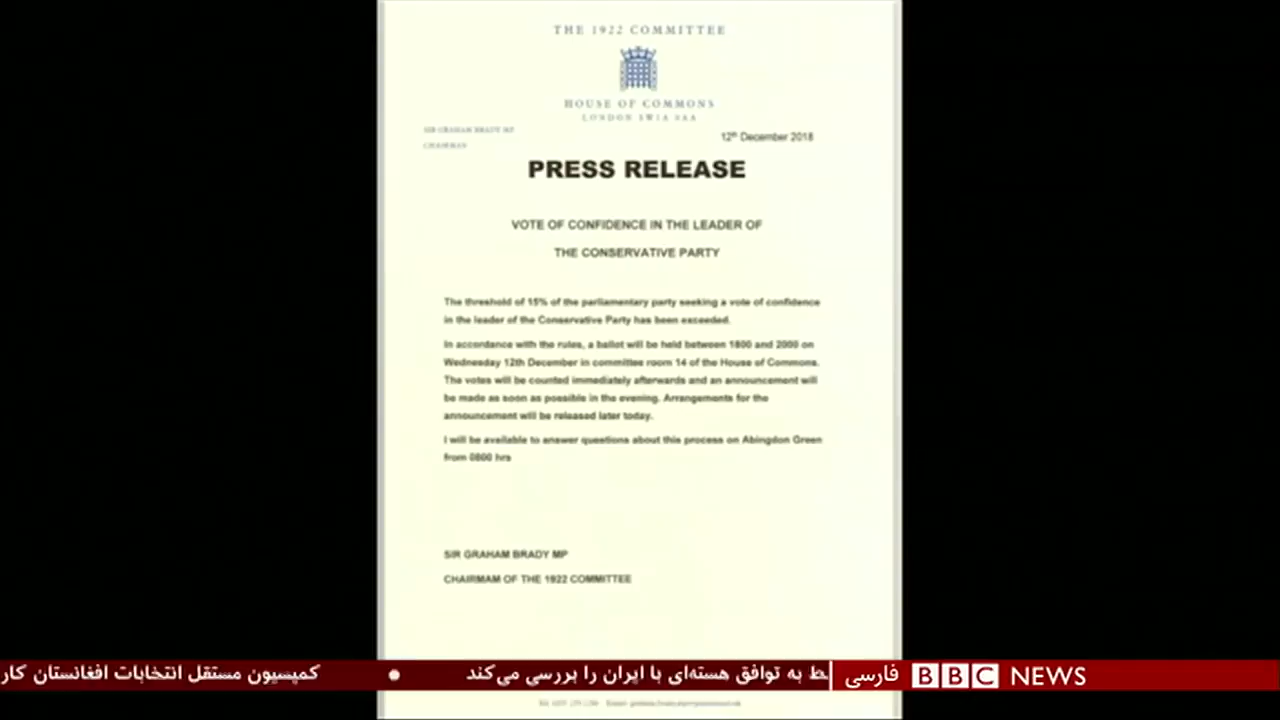 THE 1922 COMMITTEE
HOUSE OF COMMONS
LONDON SW1A 0AA
SIR GRAHAM BRADY MP
CHAIRMAN
12th December 2018
PRESS RELEASE
VOTE OF CONFIDENCE IN THE LEADER OF
THE CONSERVATIVE PARTY
The threshold of 15% of the parliamentary party seeking a vote of confidence
in the leader of the Conservative Party has been exceeded.
In accordance with the rules, a ballot will be held between 1800 and 2000 on
Wednesday 12th December in committee room 14 of the House of Commons.
The votes will be counted immediately afterwards and an announcement will
be made as soon as possible in the evening. Arrangements for the
announcement will be released later today.
I will be available to answer questions about this process on Abingdon Green
from 0800 hrs
SIR GRAHAM BRADY MP
CHAIRMAM OF THE 1922 COMMITTEE
به توافق هسته‌ای با ایران را بررسی می‌کند • کمیسیون مستقل انتخابات افغانستان
BBC NEWS فارسی